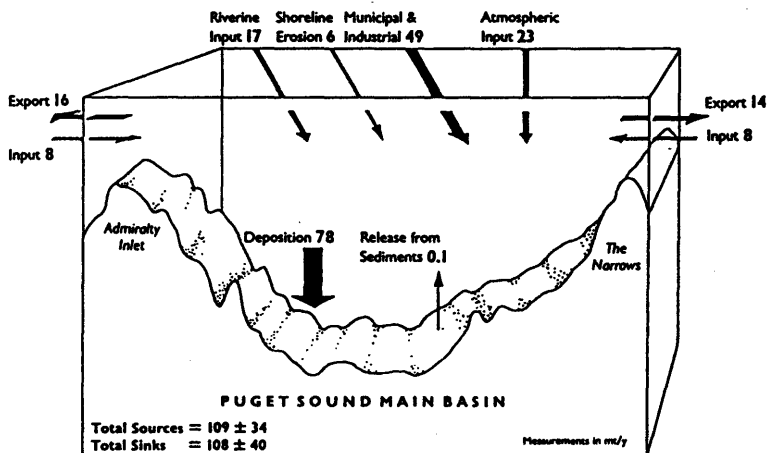 Riverine
Input 17
Shoreline
Erosion 6
Municipal &
Industrial 49
Atmospheric
Input 23
Export 16
Input 8
Export 14
Input 8
Admiralty
Inlet
Deposition 78
Release from
Sediments 0.1
The
Narrows
PUGET SOUND MAIN BASIN
Total Sources = 109 ± 34
Total Sinks = 108 ± 40
Measurements in mt/y